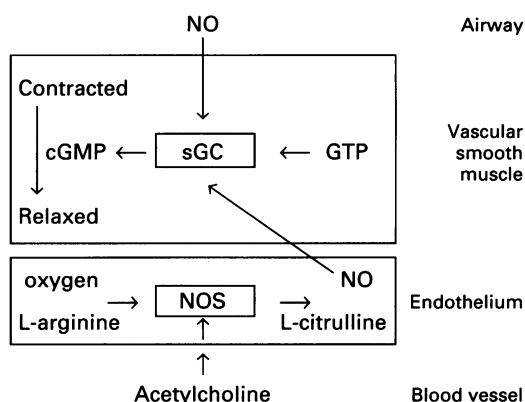 NO Airway
Contracted
cGMP sGC GTP
Vascular
smooth
muscle
Relaxed
oxygen NO
NOS Endothelium
L-arginine L-citrulline
Acetylcholine Blood vessel